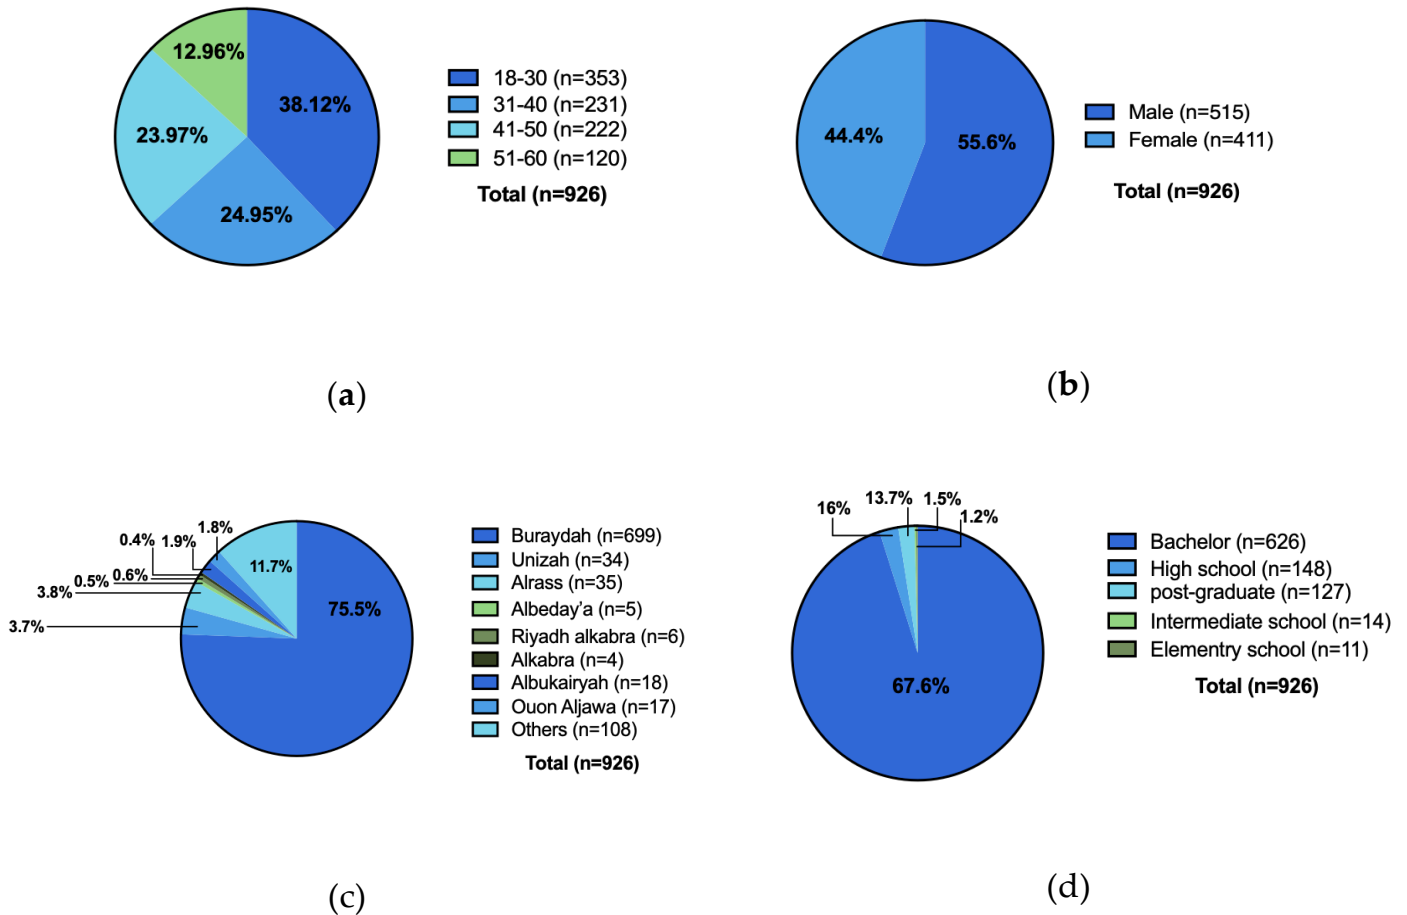 12.96%
38.12%
23.97%
24.95%
18-30 (n=353)
31-40 (n=231)
41-50 (n=222)
51-60 (n=120)
Total (n=926)
(a)
44.4%
55.6%
Male (n=515)
Female (n=411)
Total (n=926)
(b)
1.8%
0.4%
1.9%
0.6%
0.5%
3.8%
3.7%
11.7%
75.5%
Buraydah (n=699)
Unizah (n=34)
Alrass (n=35)
Albeday’a (n=5)
Riyadh alkabra (n=6)
Alkabra (n=4)
Albukairyah (n=18)
Ouon Aljawa (n=17)
Others (n=108)
Total (n=926)
(c)
16%
13.7%
1.5%
1.2%
67.6%
Bachelor (n=626)
High school (n=148)
post-graduate (n=127)
Intermediate school (n=14)
Elementry school (n=11)
Total (n=926)
(d)